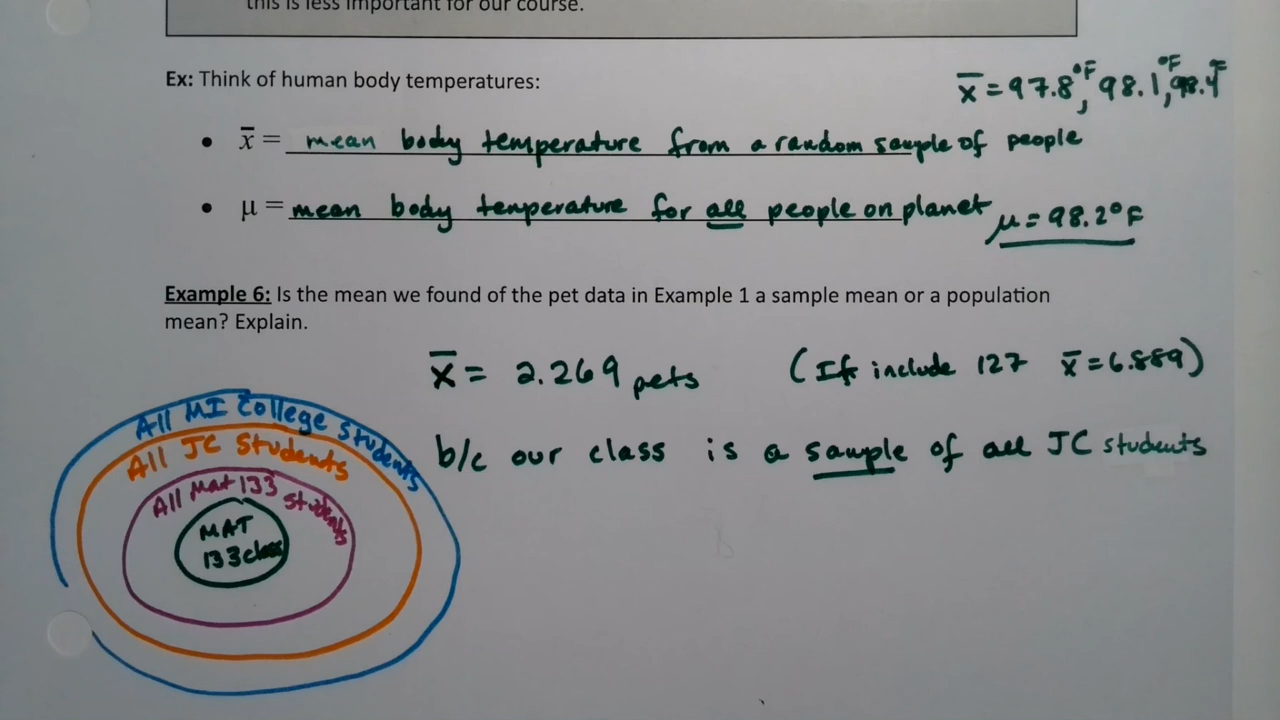 this is less important for our course.
Ex: Think of human body temperatures:
x̄ = 97.8°F, 98.1°F, 98.4°F
• x̄ = mean body temperature from a random sample of people
• μ = mean body temperature for all people on planet
μ = 98.2°F
Example 6: Is the mean we found of the pet data in Example 1 a sample mean or a population
mean? Explain.
x̄ = 2.269 pets (If include 127 x̄ = 6.889)
b/c our class is a sample of all JC students
All MI College Students
All JC Students
All Mat 133 students
MAT
133 class